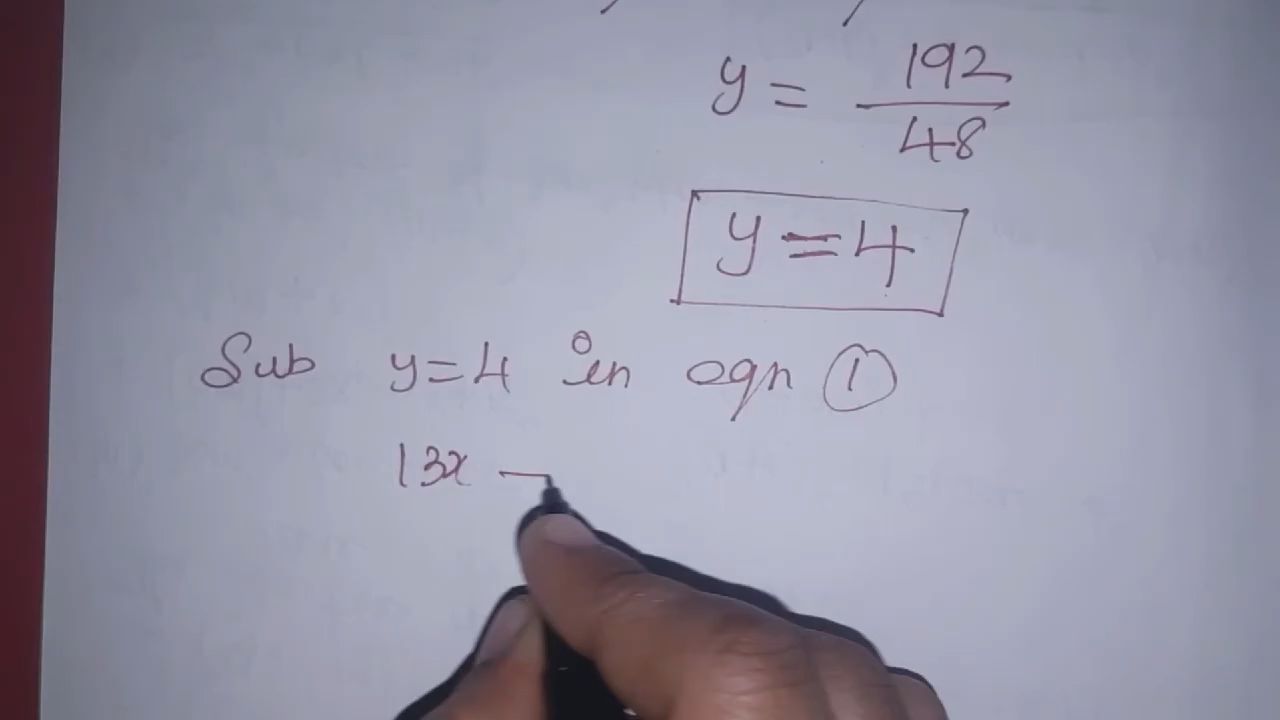 y = 192/48
y = 4
Sub y=4 in eqn ①
13x —